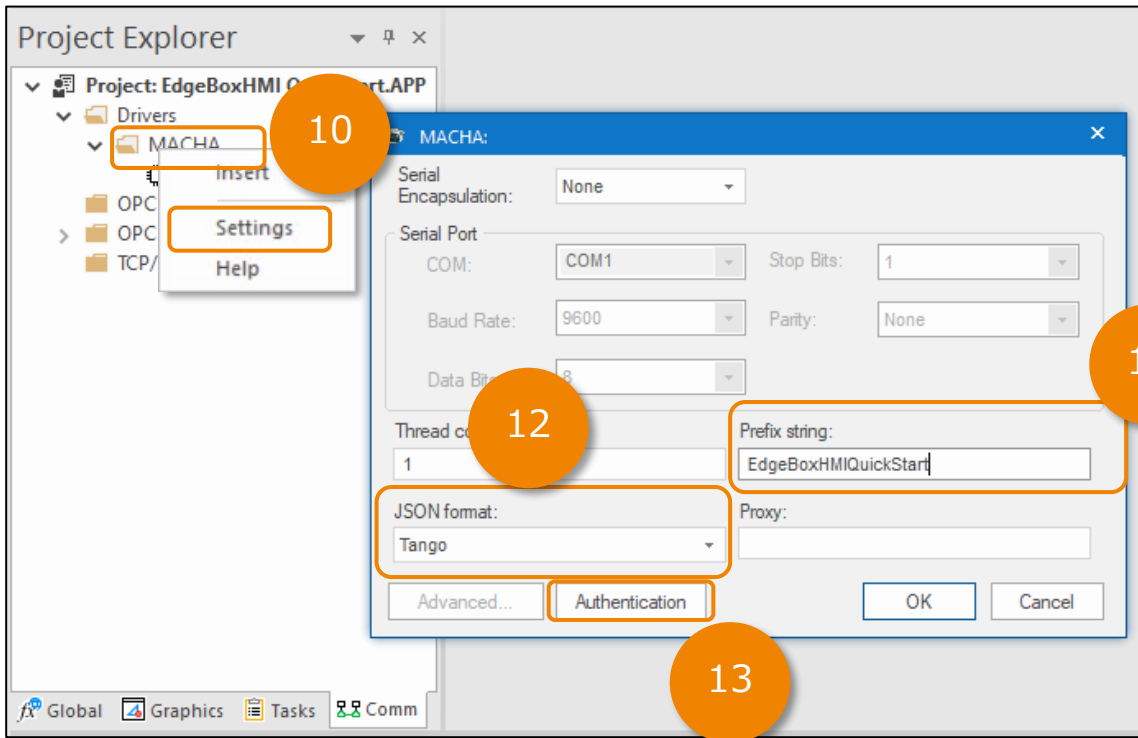 Project Explorer
Project: EdgeBoxHMI
rt.APP
Drivers
MACHA
Insert
OPC
Settings
OPC
TCP/
Help
10
MACHA:
Serial
Encapsulation:
None
Serial Port
COM:
COM1
Stop Bits:
1
Baud Rate:
9600
Parity:
None
8
Data
12
Thread
1
Prefix string:
EdgeBoxHMIQuickStart
JSON format:
Tango
Proxy:
Advanced...
Authentication
OK
Cancel
13
Global
Graphics
Tasks
Comm